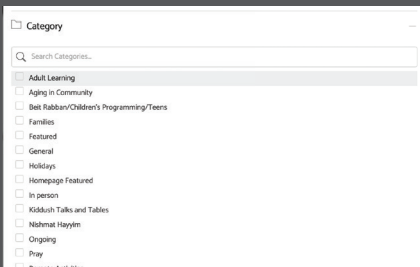 Category
Search Categories...
Adult Learning
Aging in Community
Beit Rabban/Children's Programming/Teens
Families
Featured
General
Holidays
Homepage Featured
In person
Kiddush Talks and Tables
Nishmat Hayyim
Ongoing
Pray